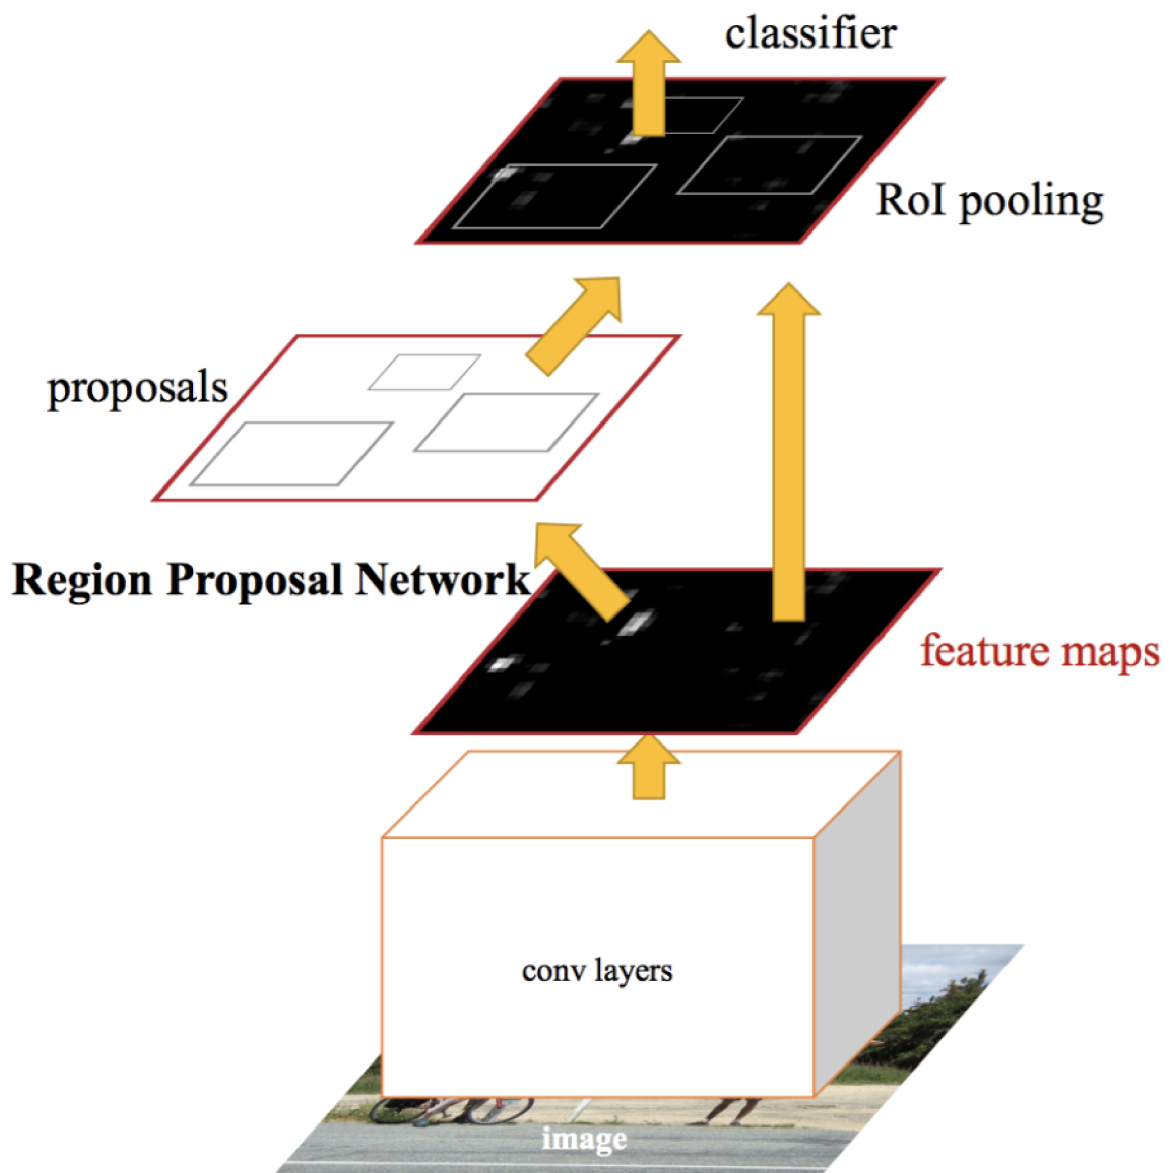 classifier
RoI pooling
proposals
Region Proposal Network
feature maps
conv layers
image